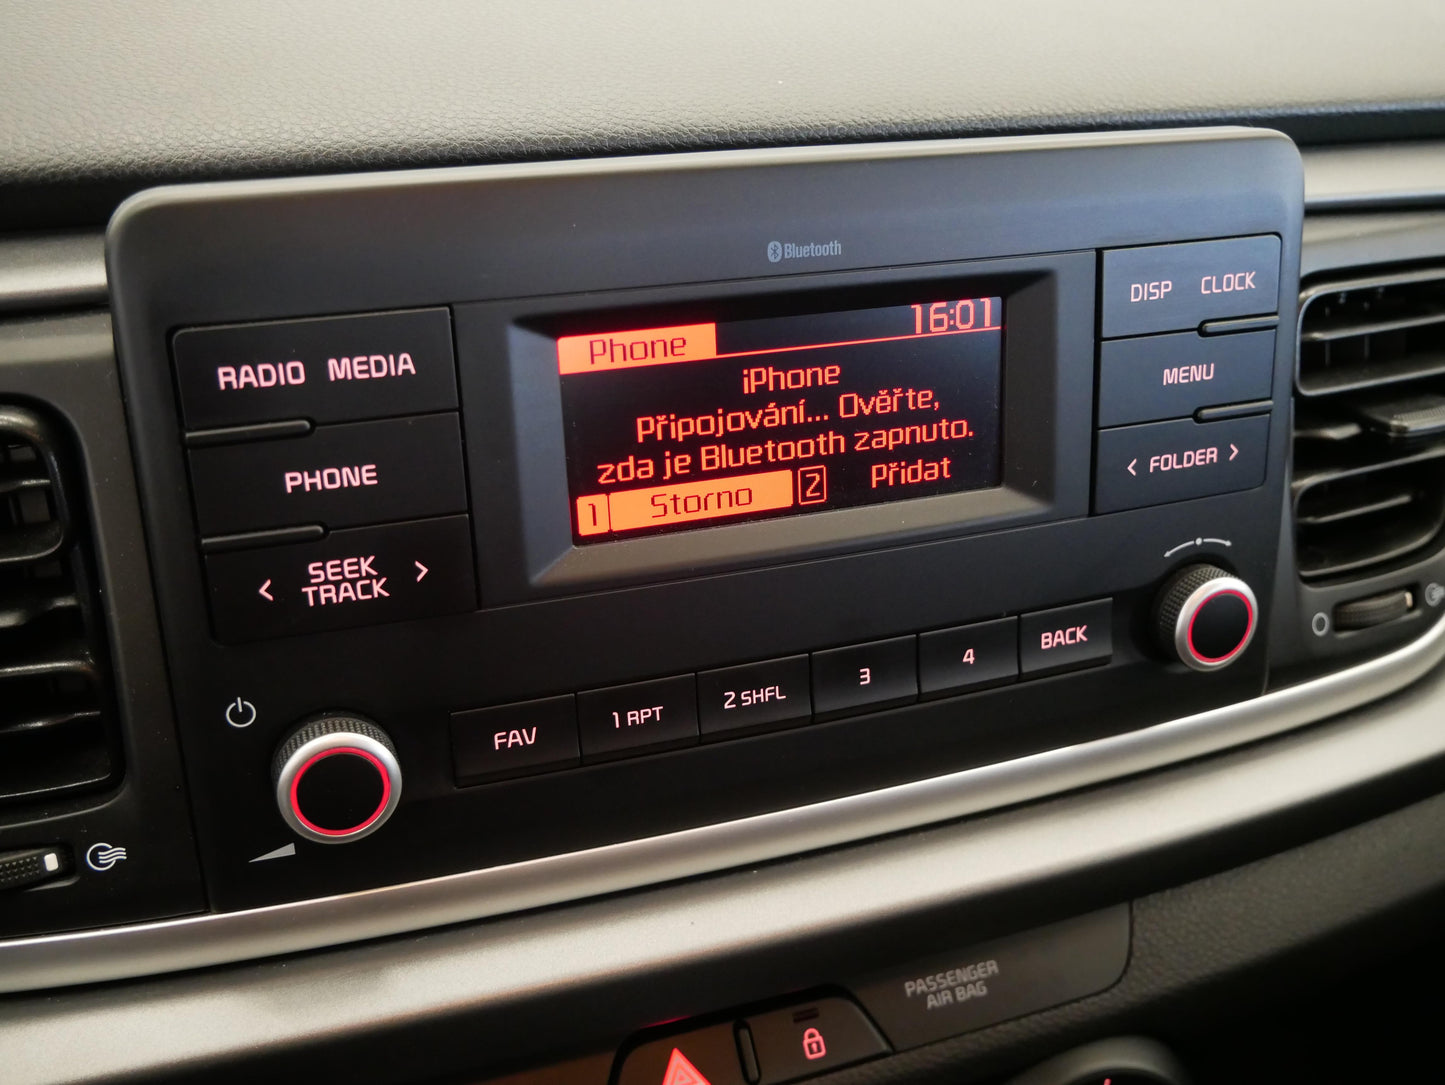 Bluetooth
RADIO MEDIA
PHONE
< SEEK TRACK >
Phone 16:01
iPhone
Připojování... Ověřte,
zda je Bluetooth zapnuto.
1 Storno 2 Přidat
DISP CLOCK
MENU
< FOLDER >
FAV 1 RPT 2 SHFL 3 4 BACK
PASSENGER
AIR BAG